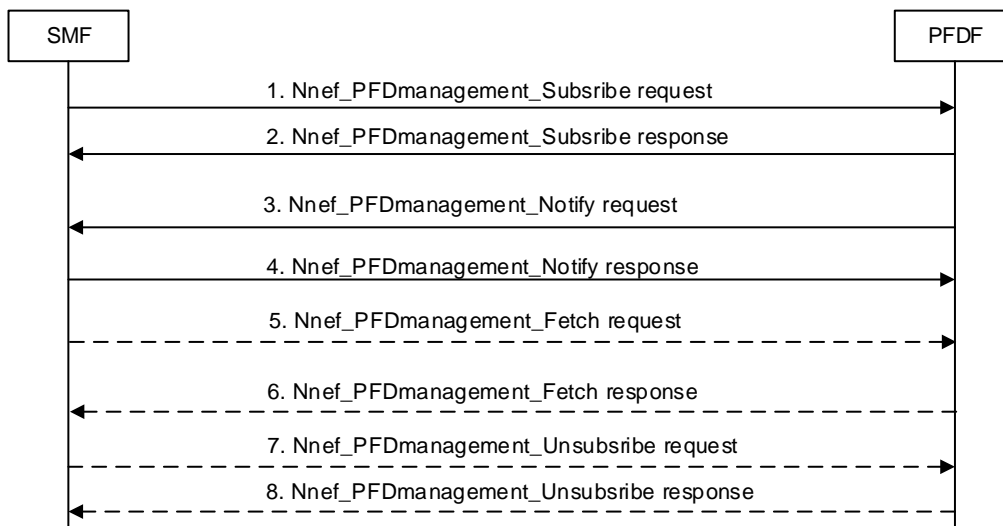 SMF
PFDF
1. Nnef_PFDmanagement_Subsribe request
2. Nnef_PFDmanagement_Subsribe response
3. Nnef_PFDmanagement_Notify request
4. Nnef_PFDmanagement_Notify response
5. Nnef_PFDmanagement_Fetch request
6. Nnef_PFDmanagement_Fetch response
7. Nnef_PFDmanagement_Unsubsribe request
8. Nnef_PFDmanagement_Unsubsribe response